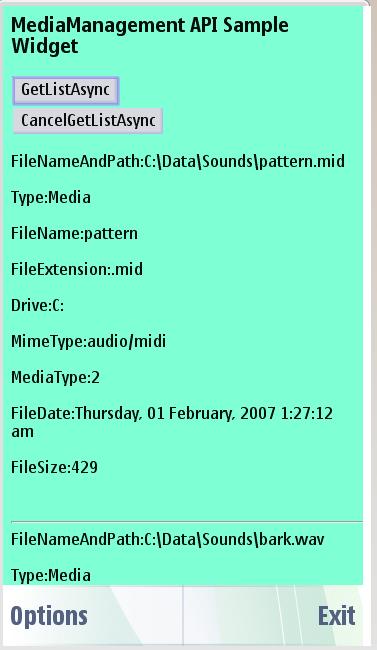 MediaManagement API Sample
Widget
GetListAsync
CancelGetListAsync
FileNameAndPath:C:\Data\Sounds\pattern.mid
Type:Media
FileName:pattern
FileExtension:.mid
Drive:C:
MimeType:audio/midi
MediaType:2
FileDate:Thursday, 01 February, 2007 1:27:12
am
FileSize:429
FileNameAndPath:C:\Data\Sounds\bark.wav
Type:Media
Options Exit